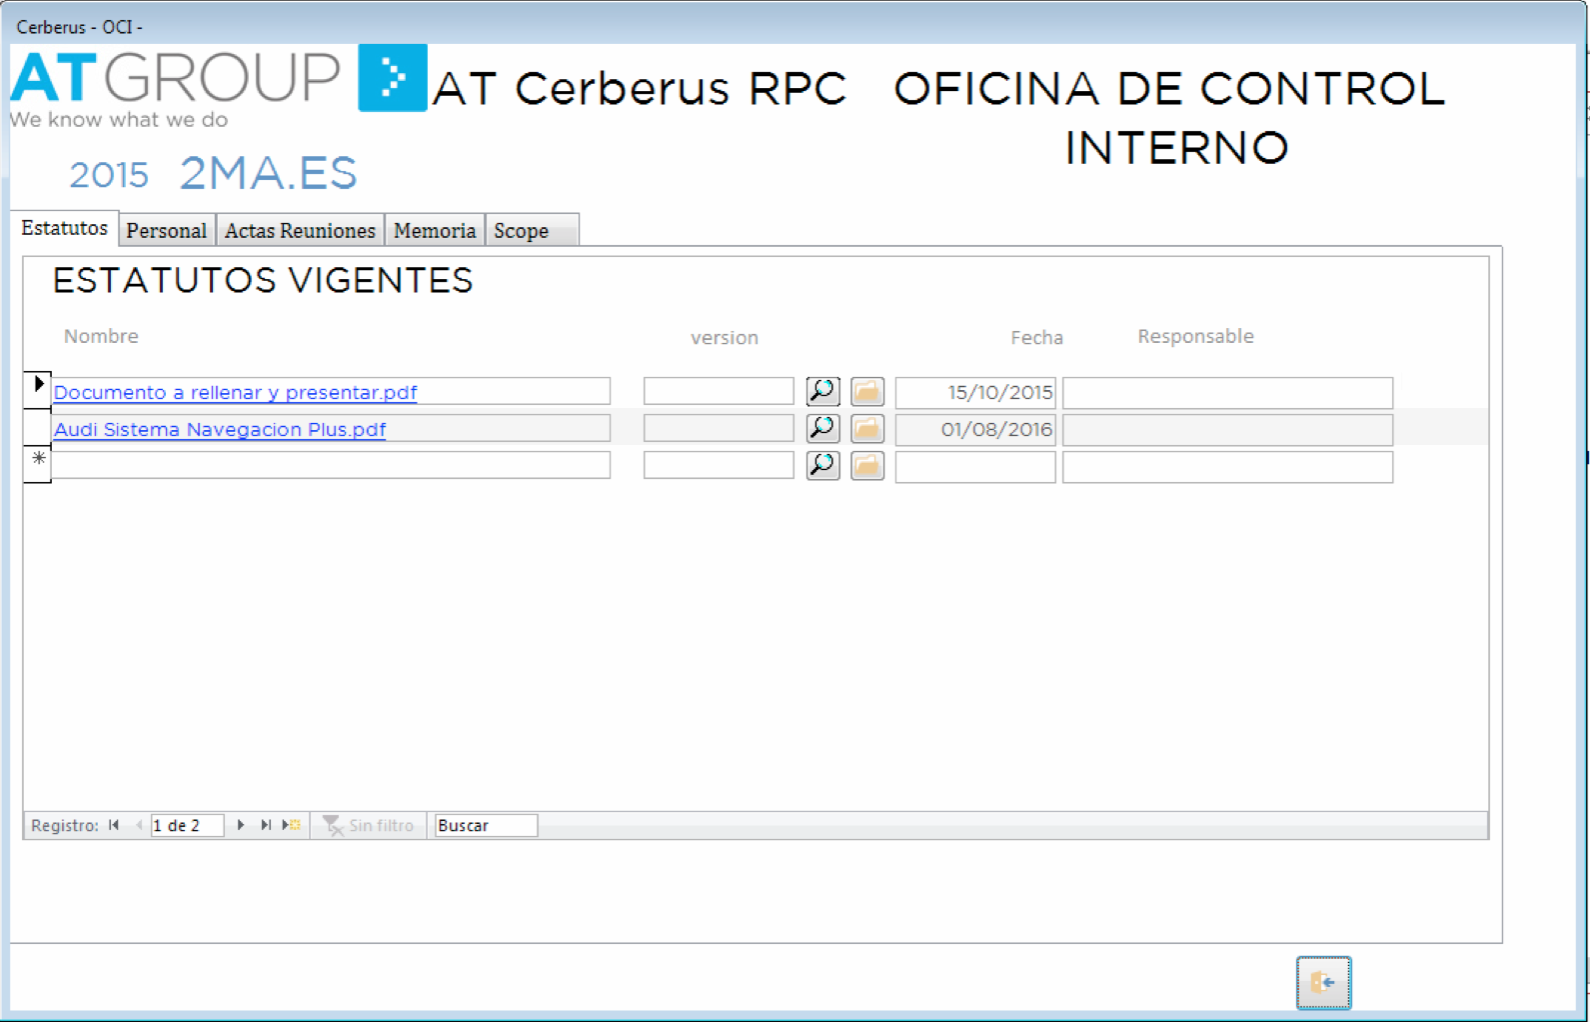 Cerberus - OCI -
AT GROUP
We know what we do
AT Cerberus RPC
OFICINA DE CONTROL
INTERNO
2015 2MA.ES
Estatutos Personal Actas Reuniones Memoria Scope
ESTATUTOS VIGENTES
Nombre version Fecha Responsable
Documento a rellenar y presentar.pdf 15/10/2015
Audi Sistema Navegacion Plus.pdf 01/08/2016
Registro: 1 de 2 Sin filtro Buscar